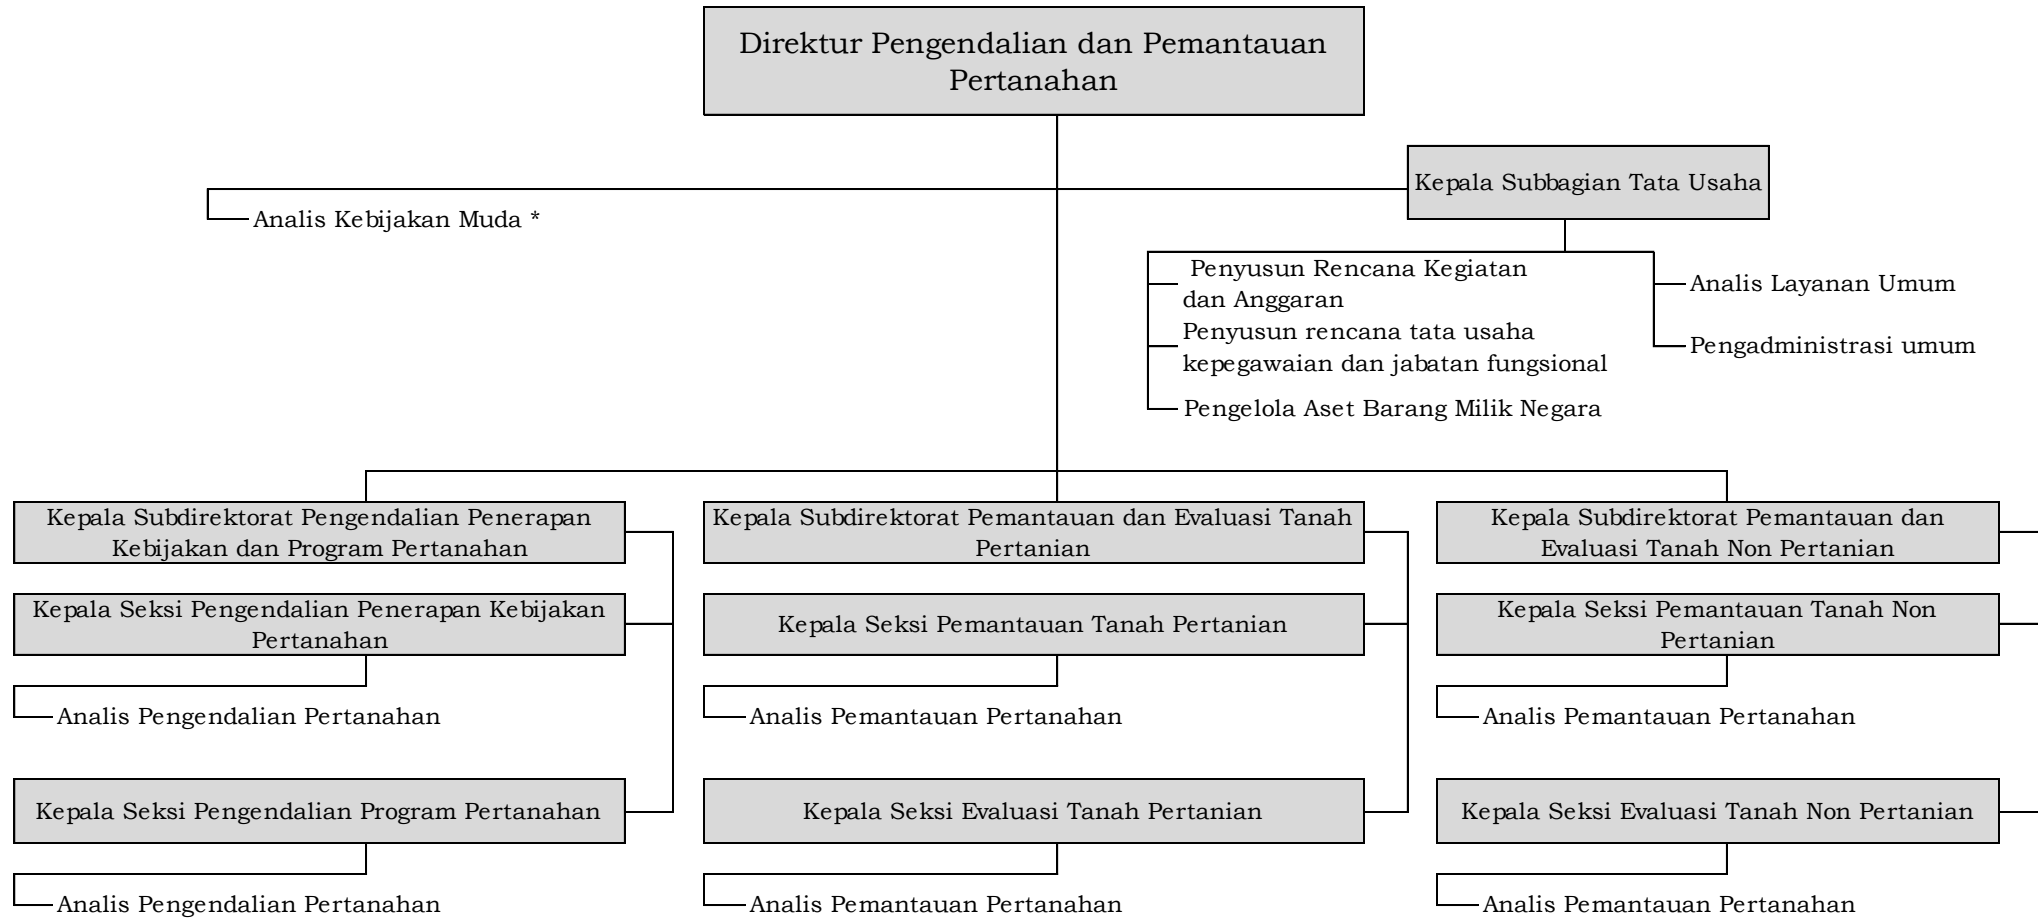 Direktur Pengendalian dan Pemantauan
Pertanahan
Kepala Subbagian Tata Usaha
Analis Kebijakan Muda *
Penyusun Rencana Kegiatan
dan Anggaran
Penyusun rencana tata usaha
kepegawaian dan jabatan fungsional
Pengelola Aset Barang Milik Negara
Analis Layanan Umum
Pengadministrasi umum
Kepala Subdirektorat Pengendalian Penerapan
Kebijakan dan Program Pertanahan
Kepala Seksi Pengendalian Penerapan Kebijakan
Pertanahan
Analis Pengendalian Pertanahan
Kepala Seksi Pengendalian Program Pertanahan
Analis Pengendalian Pertanahan
Kepala Subdirektorat Pemantauan dan Evaluasi Tanah
Pertanian
Kepala Seksi Pemantauan Tanah Pertanian
Analis Pemantauan Pertanahan
Kepala Seksi Evaluasi Tanah Pertanian
Analis Pemantauan Pertanahan
Kepala Subdirektorat Pemantauan dan
Evaluasi Tanah Non Pertanian
Kepala Seksi Pemantauan Tanah Non
Pertanian
Analis Pemantauan Pertanahan
Kepala Seksi Evaluasi Tanah Non Pertanian
Analis Pemantauan Pertanahan